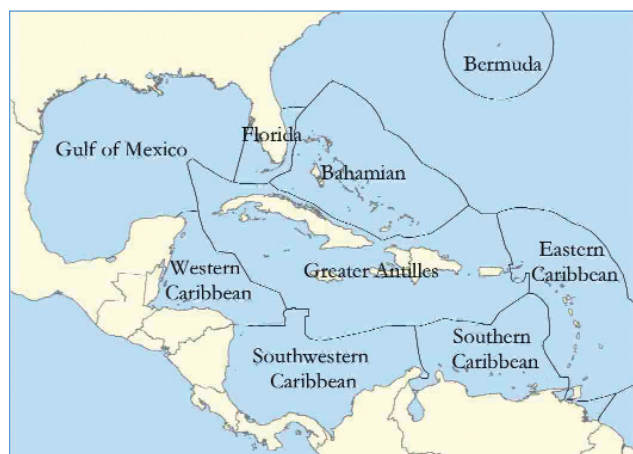 Bermuda
Florida
Gulf of Mexico
Bahamian
Eastern
Caribbean
Western
Caribbean
Greater Antilles
Southwestern
Caribbean
Southern
Caribbean